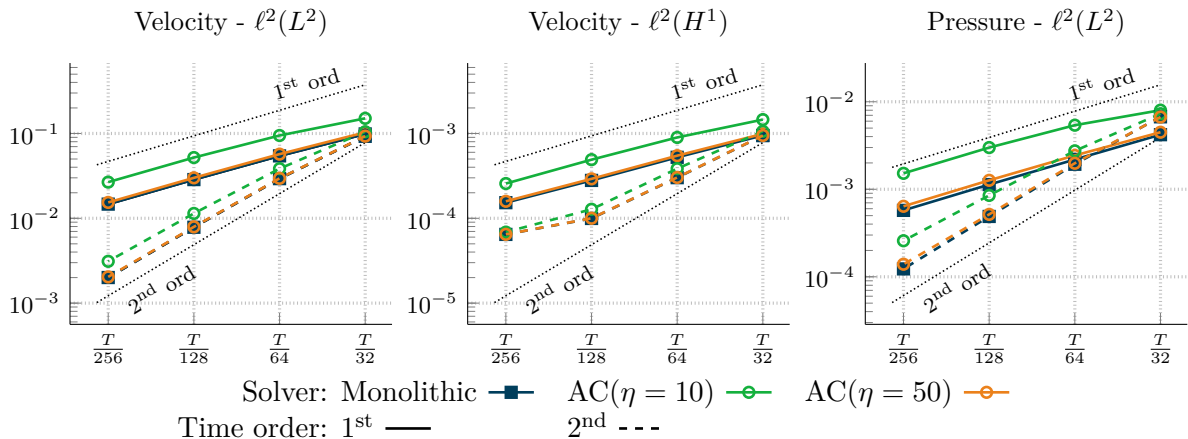 Velocity - ℓ²(L²)
Velocity - ℓ²(H¹)
Pressure - ℓ²(L²)
10⁻¹
10⁻²
10⁻³
1ˢᵗ ord
2ⁿᵈ ord
T/256 T/128 T/64 T/32
10⁻³
10⁻⁴
10⁻⁵
1ˢᵗ ord
2ⁿᵈ ord
T/256 T/128 T/64 T/32
10⁻²
10⁻³
10⁻⁴
1ˢᵗ ord
2ⁿᵈ ord
T/256 T/128 T/64 T/32
Solver: Monolithic AC(η = 10) AC(η = 50)
Time order: 1ˢᵗ 2ⁿᵈ